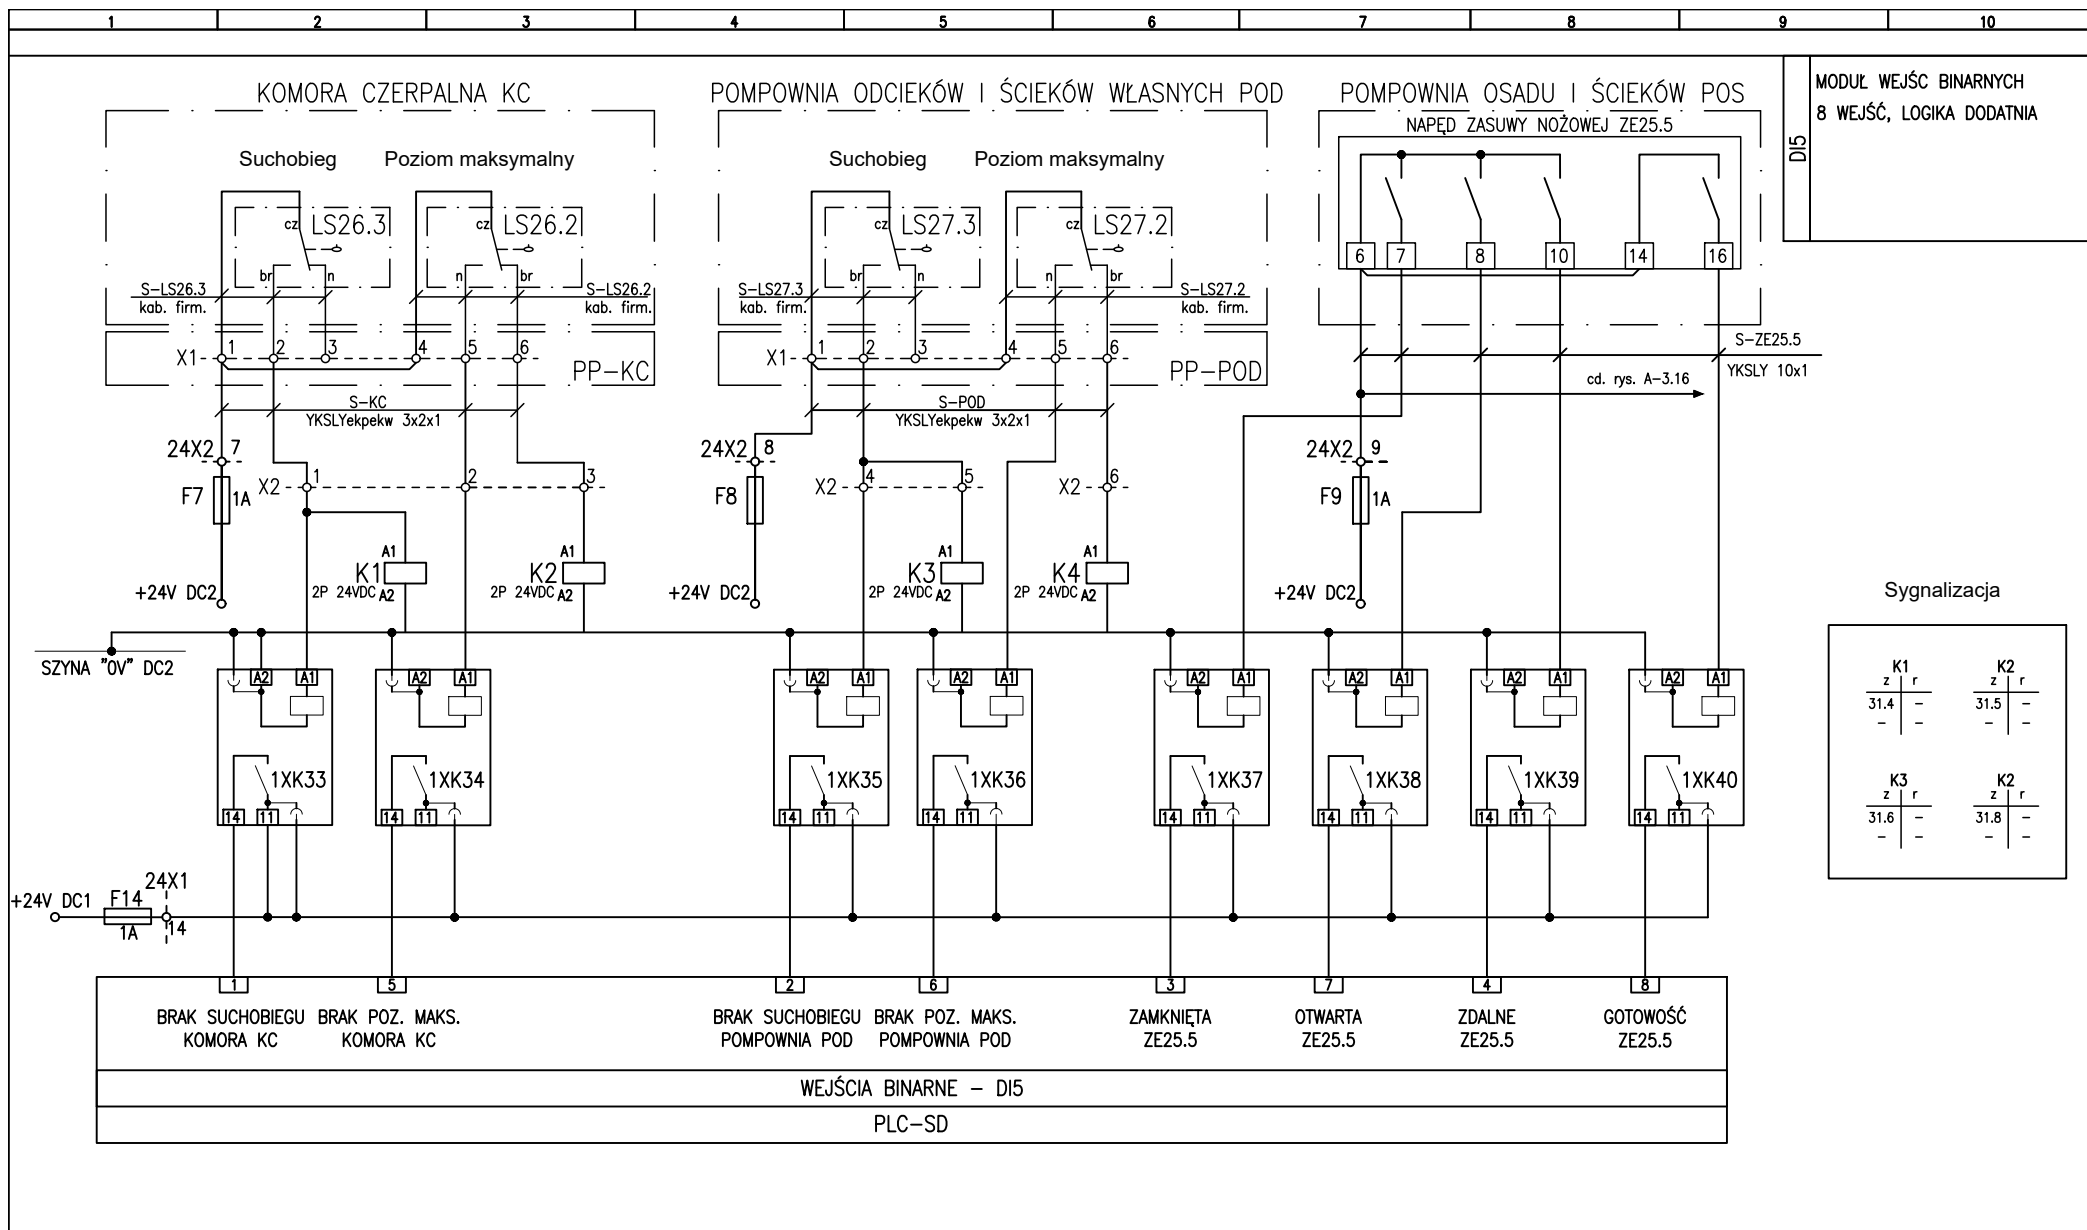 1 2 3 4 5 6 7 8 9 10
KOMORA CZERPALNA KC
POMPOWNIA ODCIEKÓW I ŚCIEKÓW WŁASNYCH POD
POMPOWNIA OSADU I ŚCIEKÓW POS
NAPĘD ZASUWY NOŻOWEJ ZE25.5
DI5
MODUŁ WEJŚC BINARNYCH
8 WEJŚĆ, LOGIKA DODATNIA
Suchobieg Poziom maksymalny
Suchobieg Poziom maksymalny
cz LS26.3 cz LS26.2
cz LS27.3 cz LS27.2
br n n br
br n n br
6 7 8 10 14 16
S-LS26.3
kab. firm.
S-LS26.2
kab. firm.
S-LS27.3
kab. firm.
S-LS27.2
kab. firm.
X1 1 2 3 4 5 6
PP-KC
X1 1 2 3 4 5 6
PP-POD
S-ZE25.5
YKSLY 10x1
cd. rys. A-3.16
S-KC
YKSLYekpekw 3x2x1
S-POD
YKSLYekpekw 3x2x1
24X2 7
F7 1A
X2 1 2 3
24X2 8
F8
X2 4 5
X2 6
24X2 9
F9 1A
A1
K1
2P 24VDC A2
A1
K2
2P 24VDC A2
A1
K3
2P 24VDC A2
A1
K4
2P 24VDC A2
+24V DC2
+24V DC2
+24V DC2
SZYNA "0V" DC2
A2 A1 A2 A1 A2 A1 A2 A1 A2 A1 A2 A1 A2 A1 A2 A1
1XK33 1XK34 1XK35 1XK36 1XK37 1XK38 1XK39 1XK40
14 11 14 11 14 11 14 11 14 11 14 11 14 11 14 11
Sygnalizacja
K1 K2
z r z r
31.4 - 31.5 -
- - - -
K3 K2
z r z r
31.6 - 31.8 -
- - - -
24X1
+24V DC1 F14
1A 14
1 5 2 6 3 7 4 8
BRAK SUCHOBIEGU
KOMORA KC
BRAK POZ. MAKS.
KOMORA KC
BRAK SUCHOBIEGU
POMPOWNIA POD
BRAK POZ. MAKS.
POMPOWNIA POD
ZAMKNIĘTA
ZE25.5
OTWARTA
ZE25.5
ZDALNE
ZE25.5
GOTOWOŚĆ
ZE25.5
WEJŚCIA BINARNE - DI5
PLC-SD